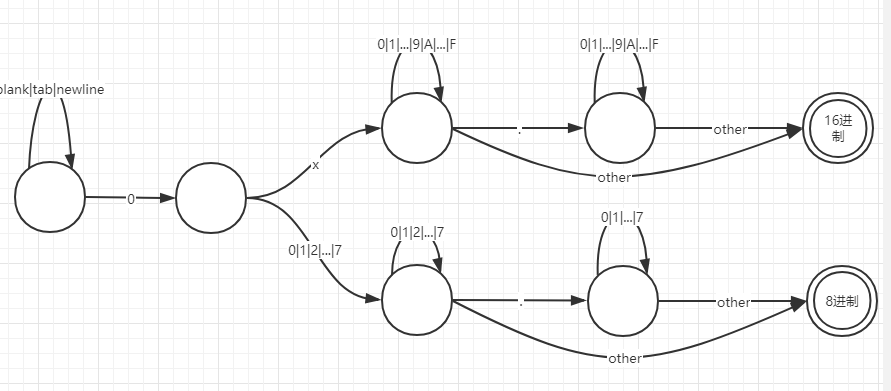 0|1|...|9|A|...|F
0|1|...|9|A|...|F
blank|tab|newline
16进
制
.
other
x
other
0
0|1|...|7
0|1|2|...|7
0|1|2|...|7
.
other
8进制
other